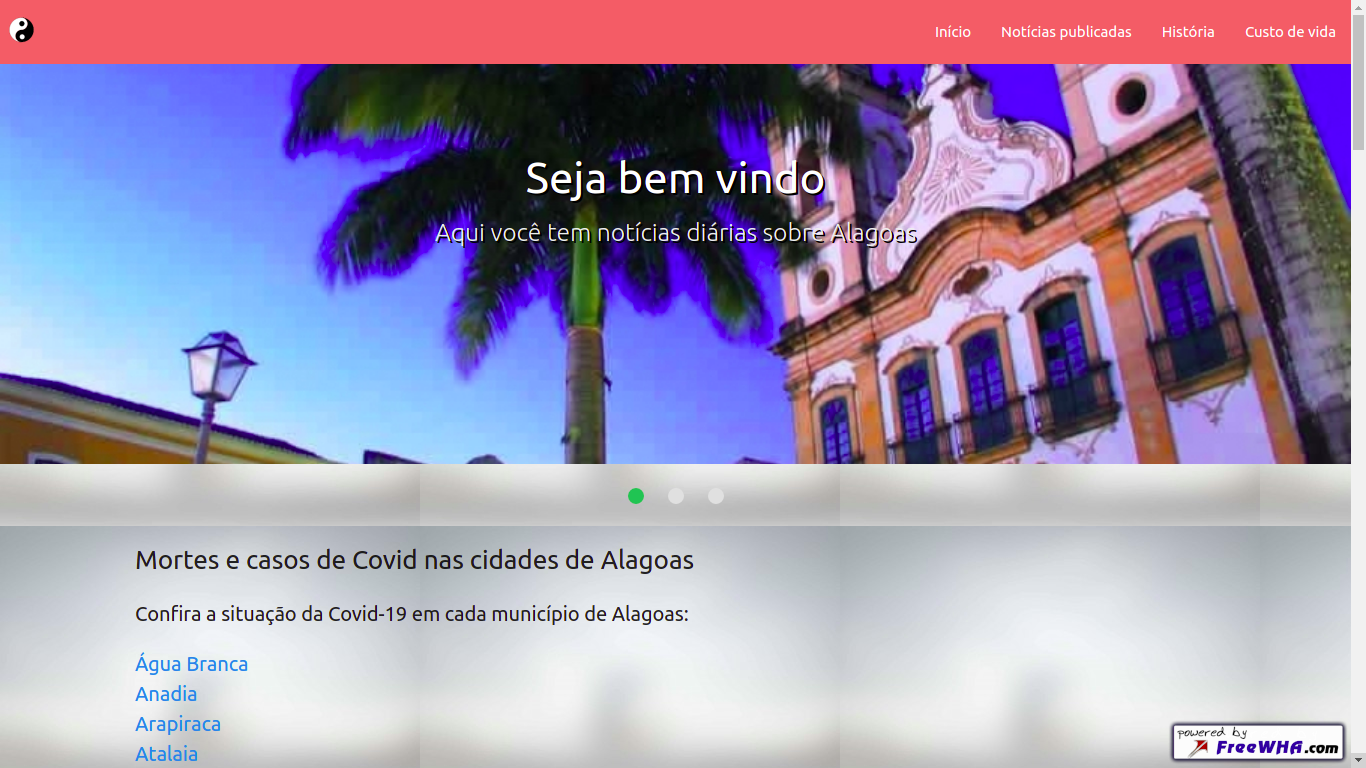 Início Notícias publicadas História Custo de vida
Seja bem vindo
Aqui você tem notícias diárias sobre Alagoas
Mortes e casos de Covid nas cidades de Alagoas
Confira a situação da Covid-19 em cada município de Alagoas:
Água Branca
Anadia
Arapiraca
Atalaia
powered by
FreeWHA.com